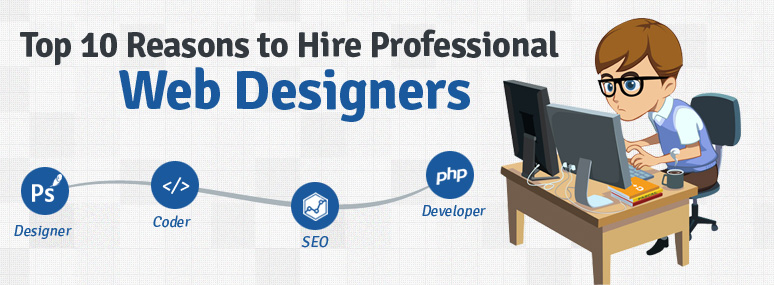 Top 10 Reasons to Hire Professional
Web Designers
Ps
</>
php
Designer
Coder
SEO
Developer